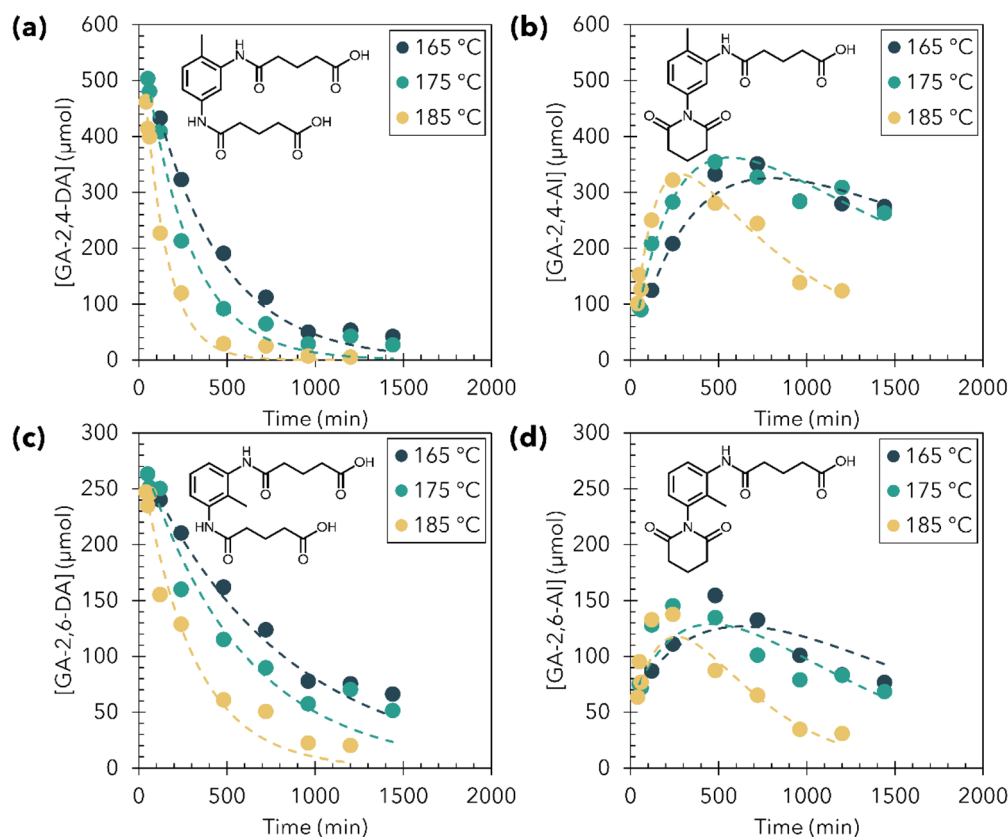 (a)
600
500
400
300
200
100
0
0 500 1000 1500 2000
[GA-2,4-DA] (µmol)
Time (min)
165 °C
175 °C
185 °C
H
N
O
O
OH
HN
O
O
OH
(b)
600
500
400
300
200
100
0
0 500 1000 1500 2000
[GA-2,4-AI] (µmol)
Time (min)
165 °C
175 °C
185 °C
H
N
O
O
OH
O
N
O
(c)
300
250
200
150
100
50
0
0 500 1000 1500 2000
[GA-2,6-DA] (µmol)
Time (min)
165 °C
175 °C
185 °C
H
N
O
O
OH
HN
O
O
OH
(d)
300
250
200
150
100
50
0
0 500 1000 1500 2000
[GA-2,6-AI] (µmol)
Time (min)
165 °C
175 °C
185 °C
H
N
O
O
OH
O
N
O